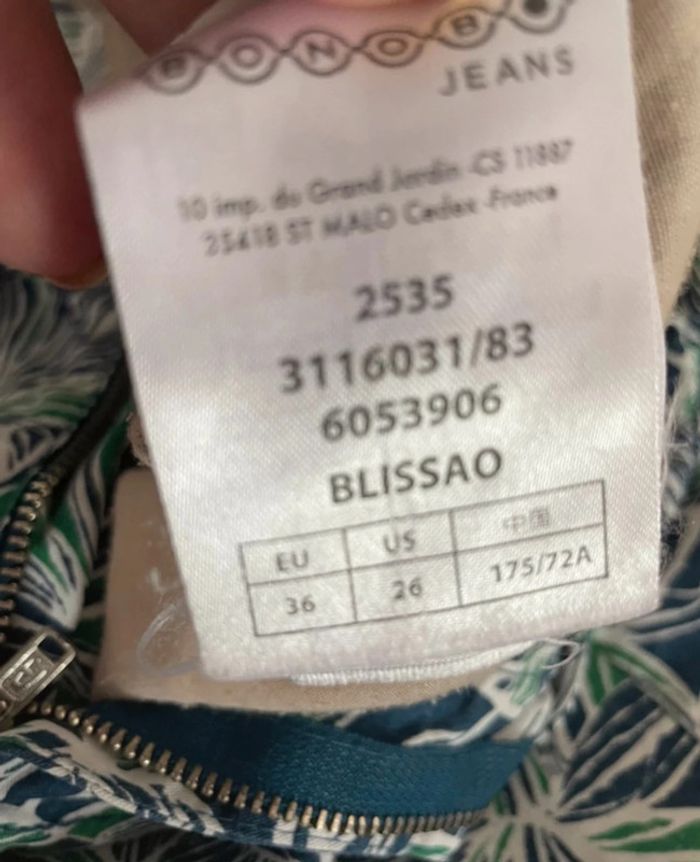 BONOBO
JEANS
10 imp. du Grand Jardin -CS 11887
35418 ST MALO Cedex -France
2535
3116031/83
6053906
BLISSAO
EU US 中国
36 26 175/72A